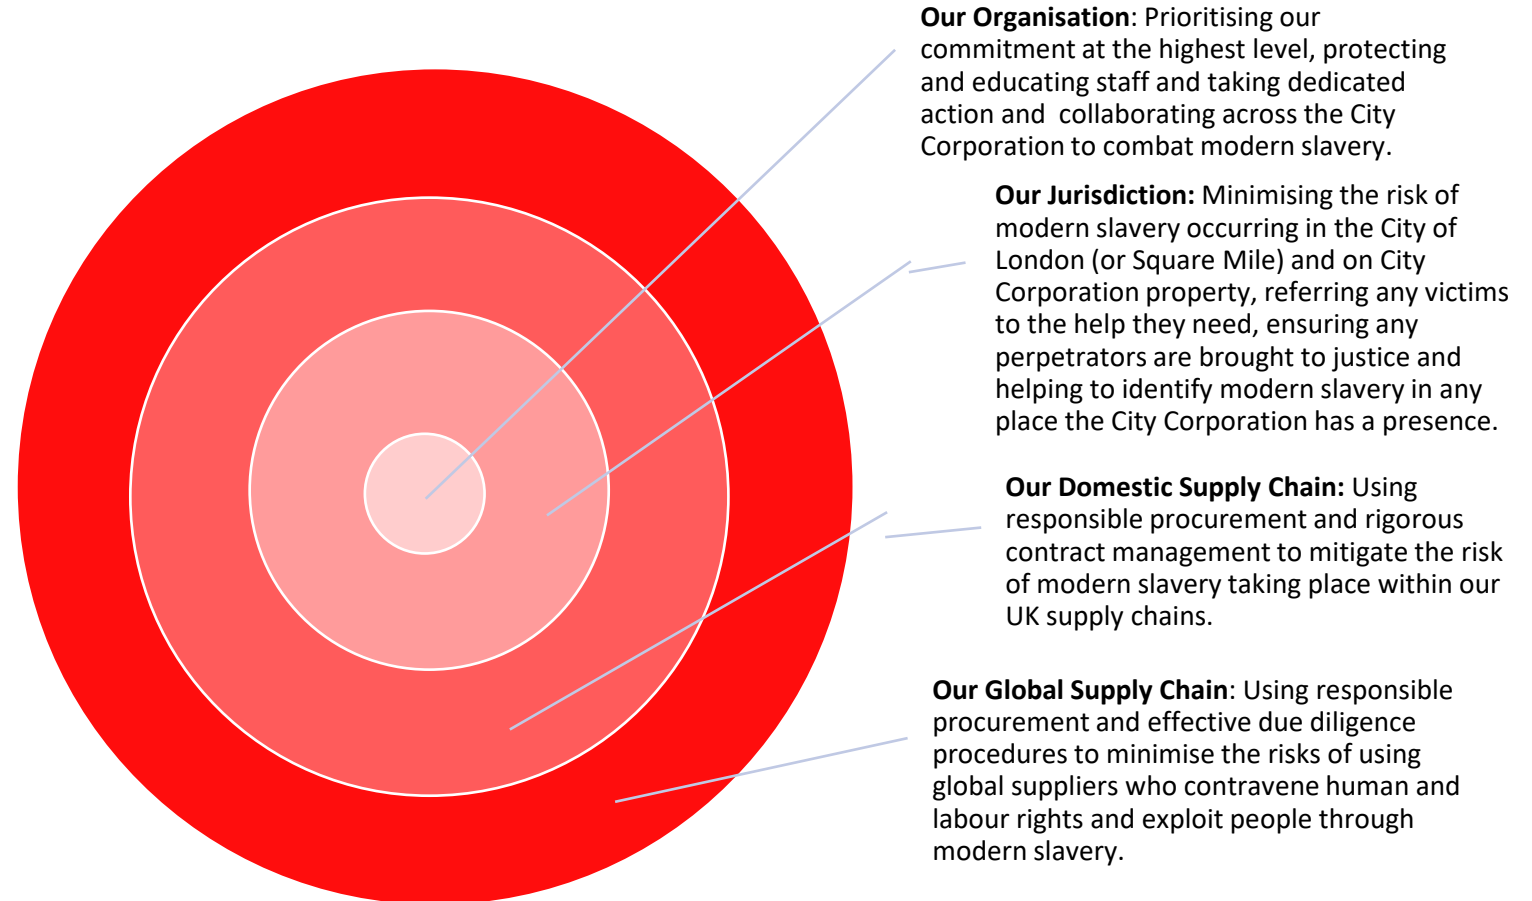 Our Organisation: Prioritising our
commitment at the highest level, protecting
and educating staff and taking dedicated
action and  collaborating across the City
Corporation to combat modern slavery.
Our Jurisdiction: Minimising the risk of
modern slavery occurring in the City of
London (or Square Mile) and on City
Corporation property, referring any victims
to the help they need, ensuring any
perpetrators are brought to justice and
helping to identify modern slavery in any
place the City Corporation has a presence.
Our Domestic Supply Chain: Using
responsible procurement and rigorous
contract management to mitigate the risk
of modern slavery taking place within our
UK supply chains.
Our Global Supply Chain: Using responsible
procurement and effective due diligence
procedures to minimise the risks of using
global suppliers who contravene human and
labour rights and exploit people through
modern slavery.